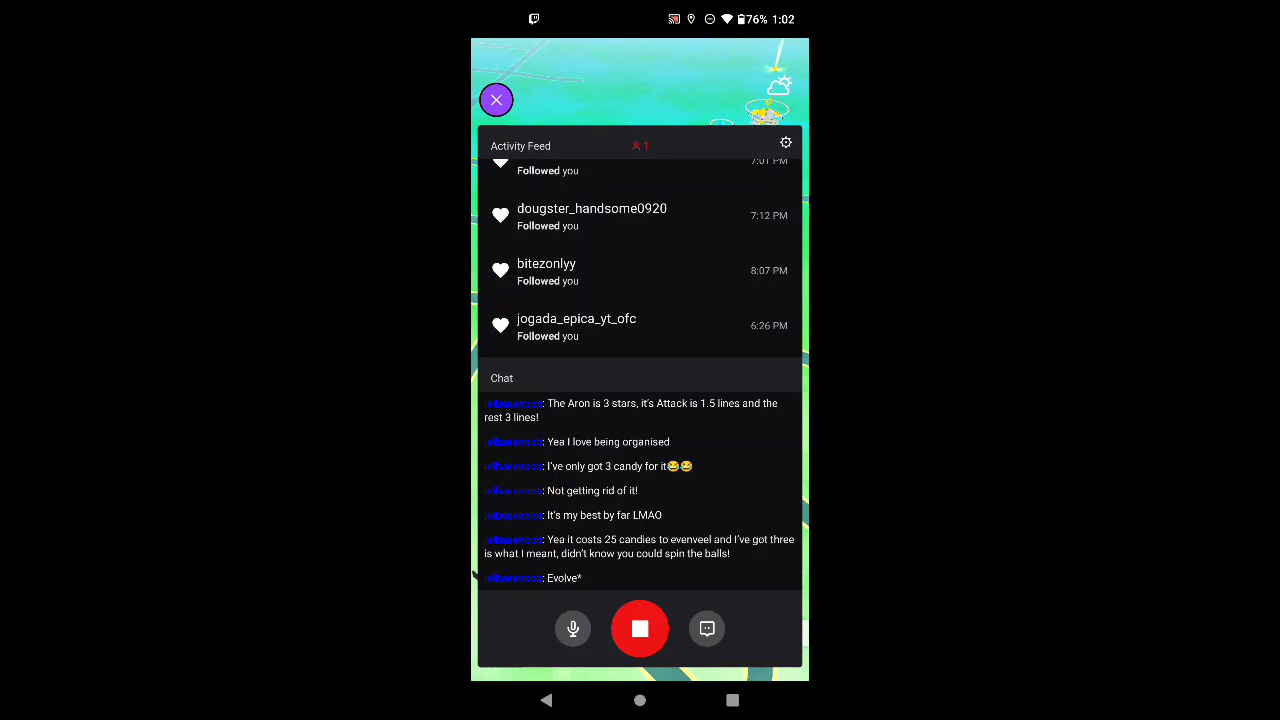 76% 1:02
Activity Feed 1
7:01 PM
Followed you
dougster_handsome0920
7:12 PM
Followed you
bitezonlyy
8:07 PM
Followed you
jogada_epica_yt_ofc
6:26 PM
Followed you
Chat
: The Aron is 3 stars, it's Attack is 1.5 lines and the
rest 3 lines!
: Yea I love being organised
: I've only got 3 candy for it😂😂
: Not getting rid of it!
: It's my best by far LMAO
: Yea it costs 25 candies to evenveel and I've got three
is what I meant, didn't know you could spin the balls!
: Evolve*